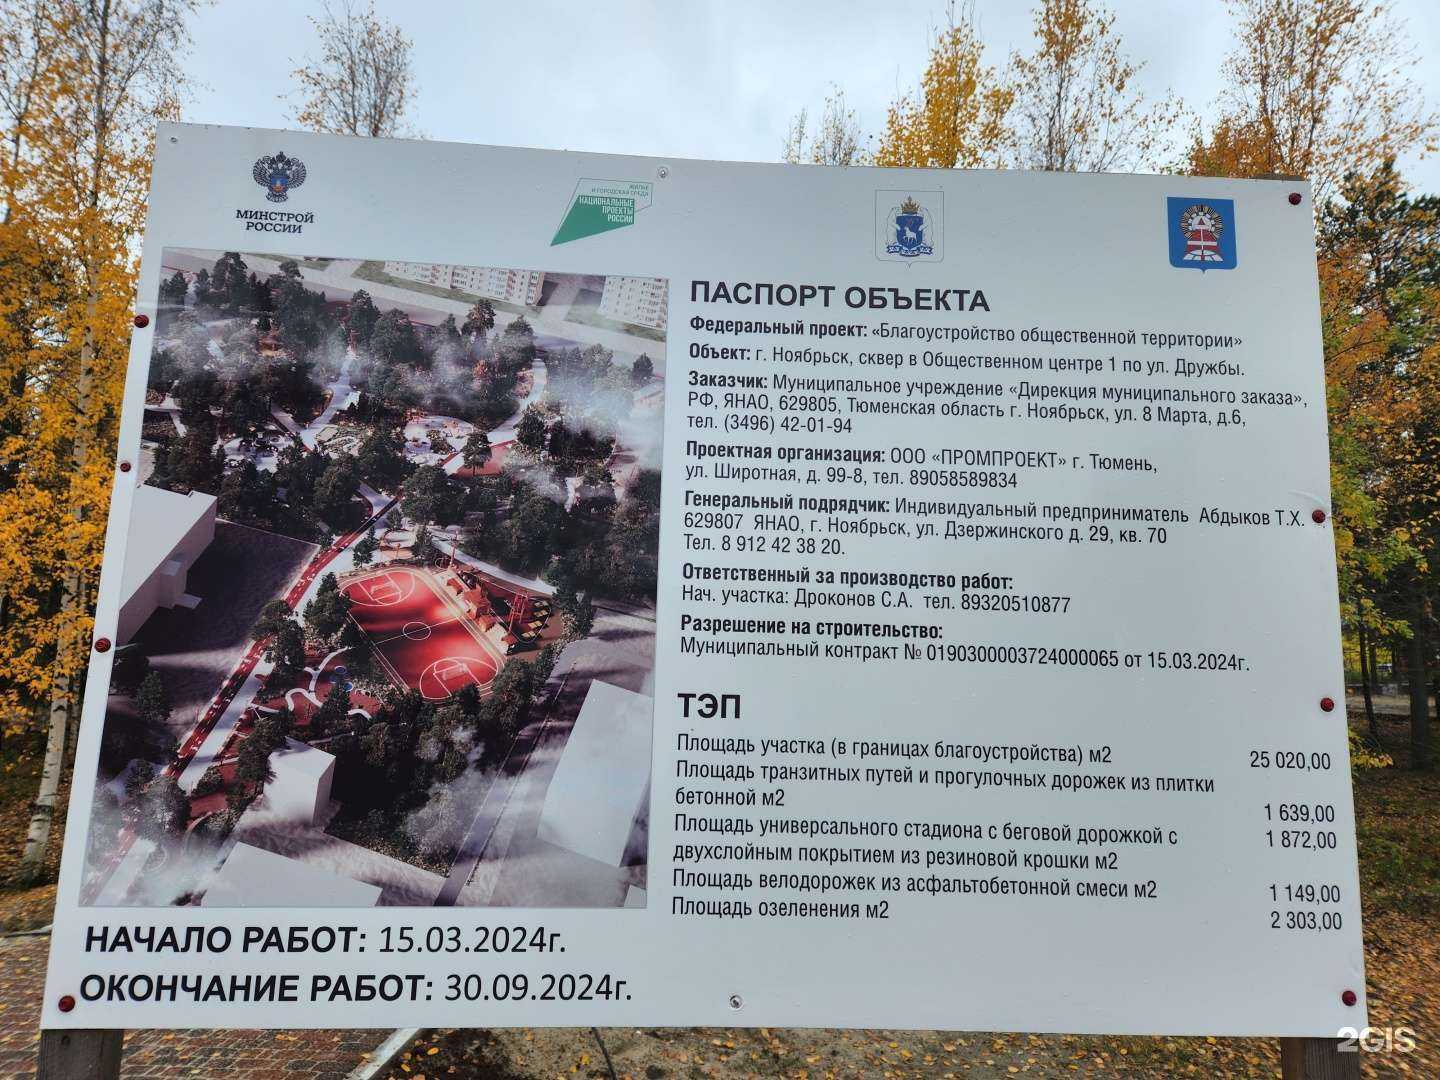 МИНСТРОЙ
РОССИИ
ЖИЛЬЕ
И ГОРОДСКАЯ СРЕДА
НАЦИОНАЛЬНЫЕ
ПРОЕКТЫ
РОССИИ
ПАСПОРТ ОБЪЕКТА
Федеральный проект: «Благоустройство общественной территории»
Объект: г. Ноябрьск, сквер в Общественном центре 1 по ул. Дружбы.
Заказчик: Муниципальное учреждение «Дирекция муниципального заказа»,
РФ, ЯНАО, 629805, Тюменская область г. Ноябрьск, ул. 8 Марта, д.6,
тел. (3496) 42-01-94
Проектная организация: ООО «ПРОМПРОЕКТ» г. Тюмень,
ул. Широтная, д. 99-8, тел. 89058589834
Генеральный подрядчик: Индивидуальный предприниматель Абдыков Т.Х.
629807 ЯНАО, г. Ноябрьск, ул. Дзержинского д. 29, кв. 70
Тел. 8 912 42 38 20.
Ответственный за производство работ:
Нач. участка: Дроконов С.А. тел. 89320510877
Разрешение на строительство:
Муниципальный контракт № 0190300003724000065 от 15.03.2024г.
ТЭП
Площадь участка (в границах благоустройства) м2 25 020,00
Площадь транзитных путей и прогулочных дорожек из плитки
бетонной м2 1 639,00
Площадь универсального стадиона с беговой дорожкой с 1 872,00
двухслойным покрытием из резиновой крошки м2
Площадь велодорожек из асфальтобетонной смеси м2 1 149,00
Площадь озеленения м2 2 303,00
НАЧАЛО РАБОТ: 15.03.2024г.
ОКОНЧАНИЕ РАБОТ: 30.09.2024г.
2GIS